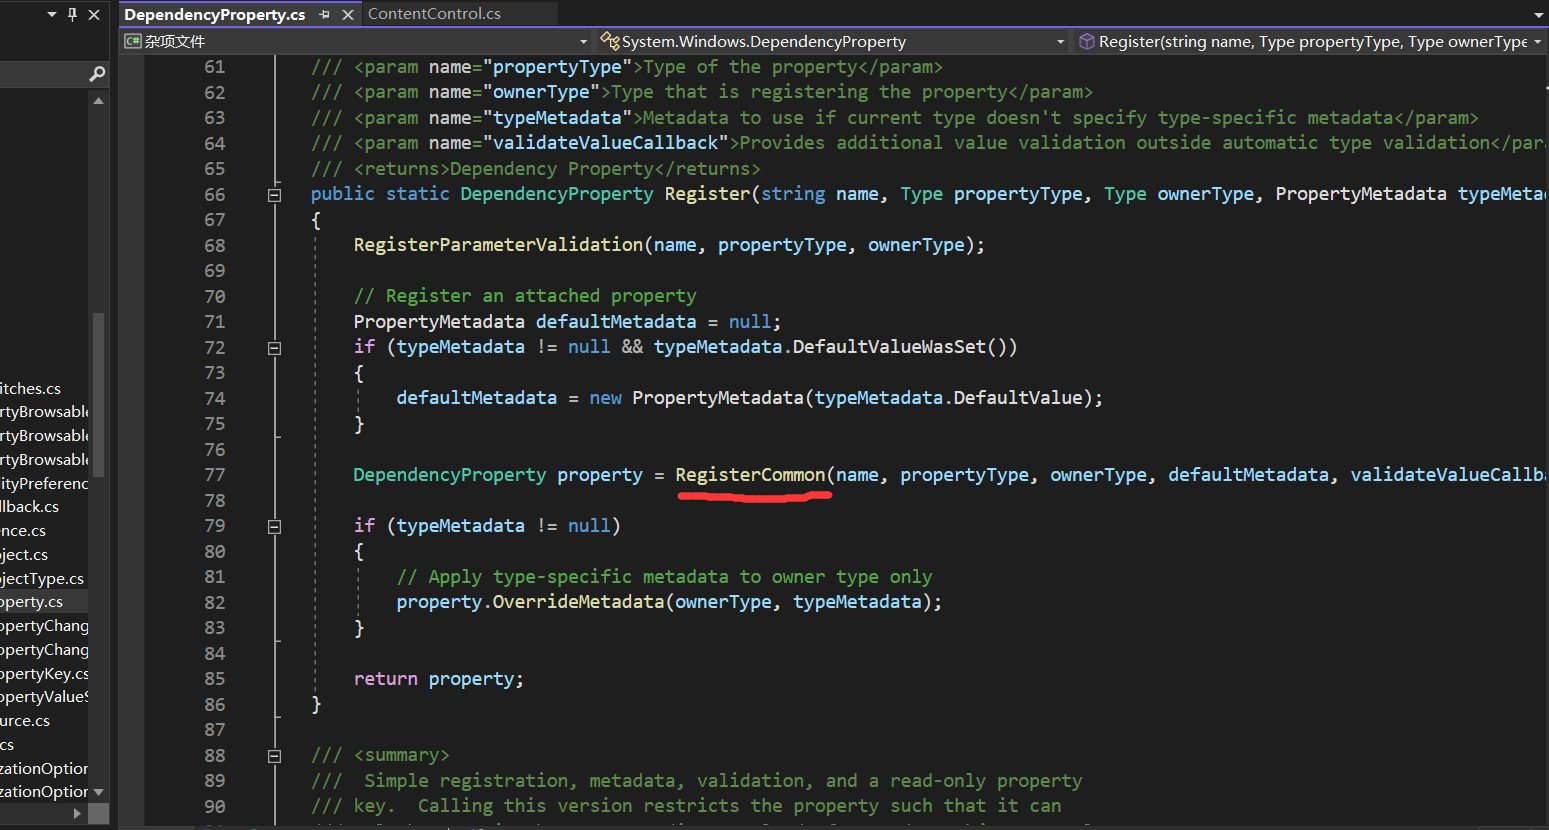 DependencyProperty.cs
ContentControl.cs
杂项文件
System.Windows.DependencyProperty
Register(string name, Type propertyType, Type ownerType
61 /// <param name="propertyType">Type of the property</param>
62 /// <param name="ownerType">Type that is registering the property</param>
63 /// <param name="typeMetadata">Metadata to use if current type doesn't specify type-specific metadata</param>
64 /// <param name="validateValueCallback">Provides additional value validation outside automatic type validation</par
65 /// <returns>Dependency Property</returns>
66 public static DependencyProperty Register(string name, Type propertyType, Type ownerType, PropertyMetadata typeMeta
67 {
68 RegisterParameterValidation(name, propertyType, ownerType);
69
70 // Register an attached property
71 PropertyMetadata defaultMetadata = null;
72 if (typeMetadata != null && typeMetadata.DefaultValueWasSet())
73 {
74 defaultMetadata = new PropertyMetadata(typeMetadata.DefaultValue);
75 }
76
77 DependencyProperty property = RegisterCommon(name, propertyType, ownerType, defaultMetadata, validateValueCallb
78
79 if (typeMetadata != null)
80 {
81 // Apply type-specific metadata to owner type only
82 property.OverrideMetadata(ownerType, typeMetadata);
83 }
84
85 return property;
86 }
87
88 /// <summary>
89 /// Simple registration, metadata, validation, and a read-only property
90 /// key. Calling this version restricts the property such that it can
itches.cs
rtyBrowsable
rtyBrowsable
rtyBrowsable
ityPreferenc
llback.cs
ence.cs
oject.cs
ojectType.cs
operty.cs
opertyChang
opertyChang
opertyKey.cs
opertyValueS
urce.cs
cs
zationOption
zationOption